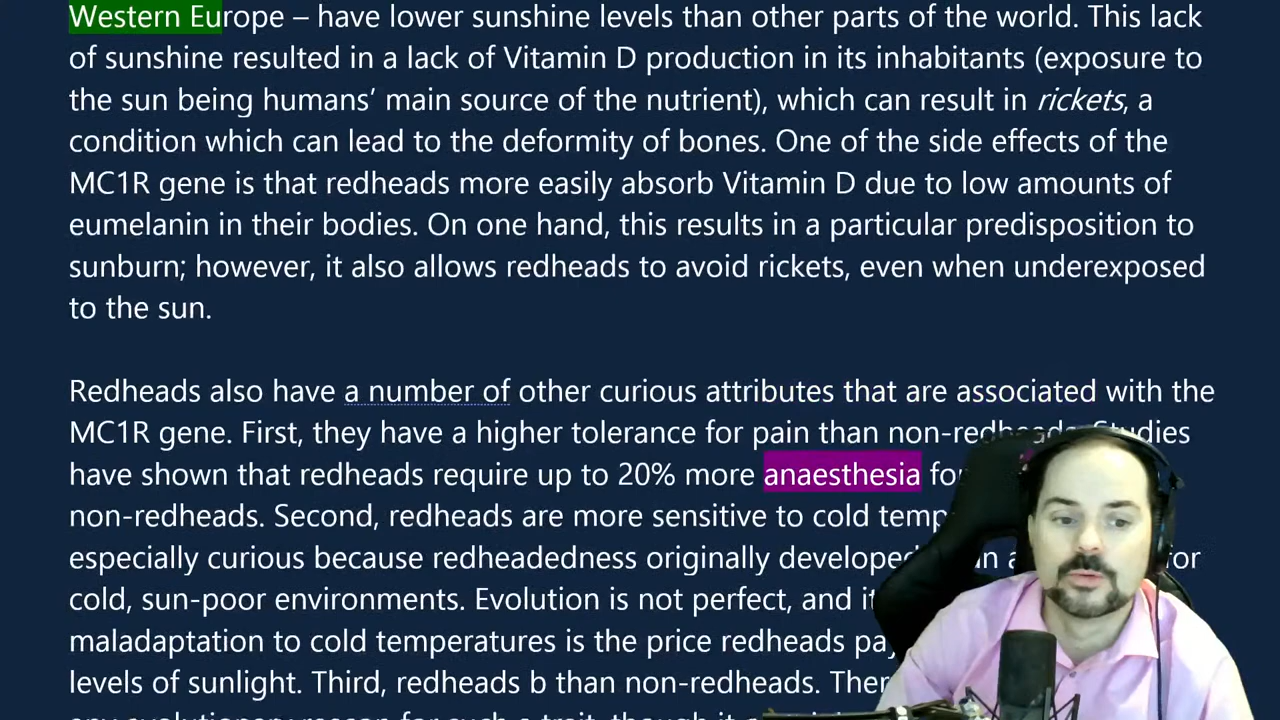 Western Europe – have lower sunshine levels than other parts of the world. This lack
of sunshine resulted in a lack of Vitamin D production in its inhabitants (exposure to
the sun being humans’ main source of the nutrient), which can result in rickets, a
condition which can lead to the deformity of bones. One of the side effects of the
MC1R gene is that redheads more easily absorb Vitamin D due to low amounts of
eumelanin in their bodies. On one hand, this results in a particular predisposition to
sunburn; however, it also allows redheads to avoid rickets, even when underexposed
to the sun.
Redheads also have a number of other curious attributes that are associated with the
MC1R gene. First, they have a higher tolerance for pain than non-redheads. Studies
have shown that redheads require up to 20% more anaesthesia for
non-redheads. Second, redheads are more sensitive to cold
especially curious because redheadedness originally developed for
cold, sun-poor environments. Evolution is not perfect, and
maladaptation to cold temperatures is the price redheads
levels of sunlight. Third, redheads b than non-redheads.